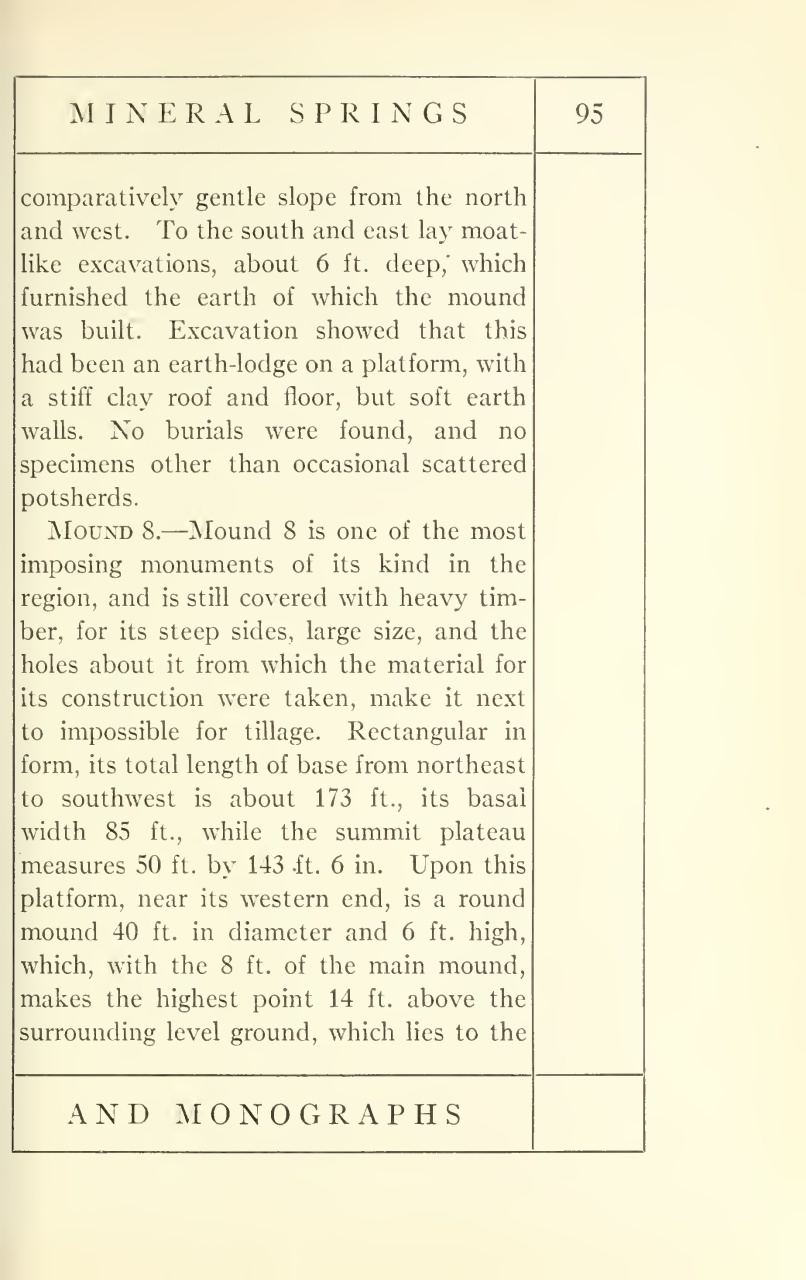 MINERAL SPRINGS
95
comparatively gentle slope from the north
and west. To the south and east lay moat-
like excavations, about 6 ft. deep, which
furnished the earth of which the mound
was built. Excavation showed that this
had been an earth-lodge on a platform, with
a stiff clay roof and floor, but soft earth
walls. No burials were found, and no
specimens other than occasional scattered
potsherds.
MOUND 8.—Mound 8 is one of the most
imposing monuments of its kind in the
region, and is still covered with heavy tim-
ber, for its steep sides, large size, and the
holes about it from which the material for
its construction were taken, make it next
to impossible for tillage. Rectangular in
form, its total length of base from northeast
to southwest is about 173 ft., its basal
width 85 ft., while the summit plateau
measures 50 ft. by 143 ft. 6 in. Upon this
platform, near its western end, is a round
mound 40 ft. in diameter and 6 ft. high,
which, with the 8 ft. of the main mound,
makes the highest point 14 ft. above the
surrounding level ground, which lies to the
AND MONOGRAPHS